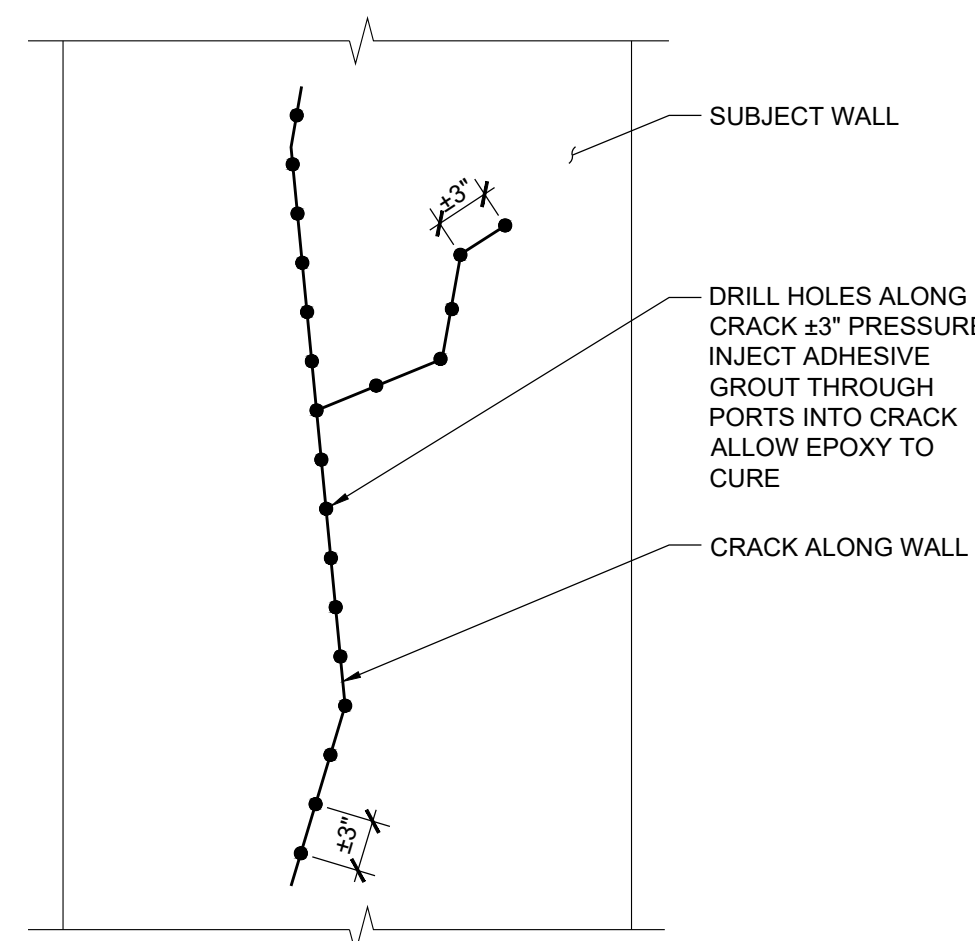 SUBJECT WALL
±3"
DRILL HOLES ALONG
CRACK ±3" PRESSURE
INJECT ADHESIVE
GROUT THROUGH
PORTS INTO CRACK
ALLOW EPOXY TO
CURE
CRACK ALONG WALL
±3"